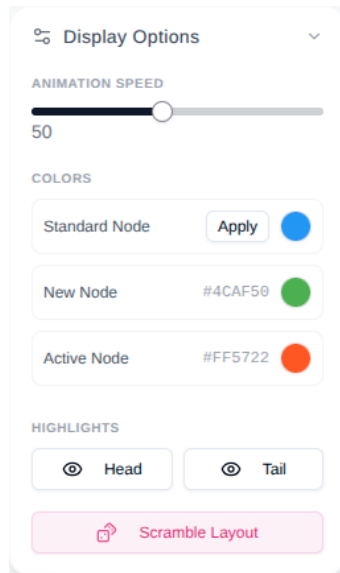 Display Options
ANIMATION SPEED
50
COLORS
Standard Node Apply
New Node #4CAF50
Active Node #FF5722
HIGHLIGHTS
Head Tail
Scramble Layout